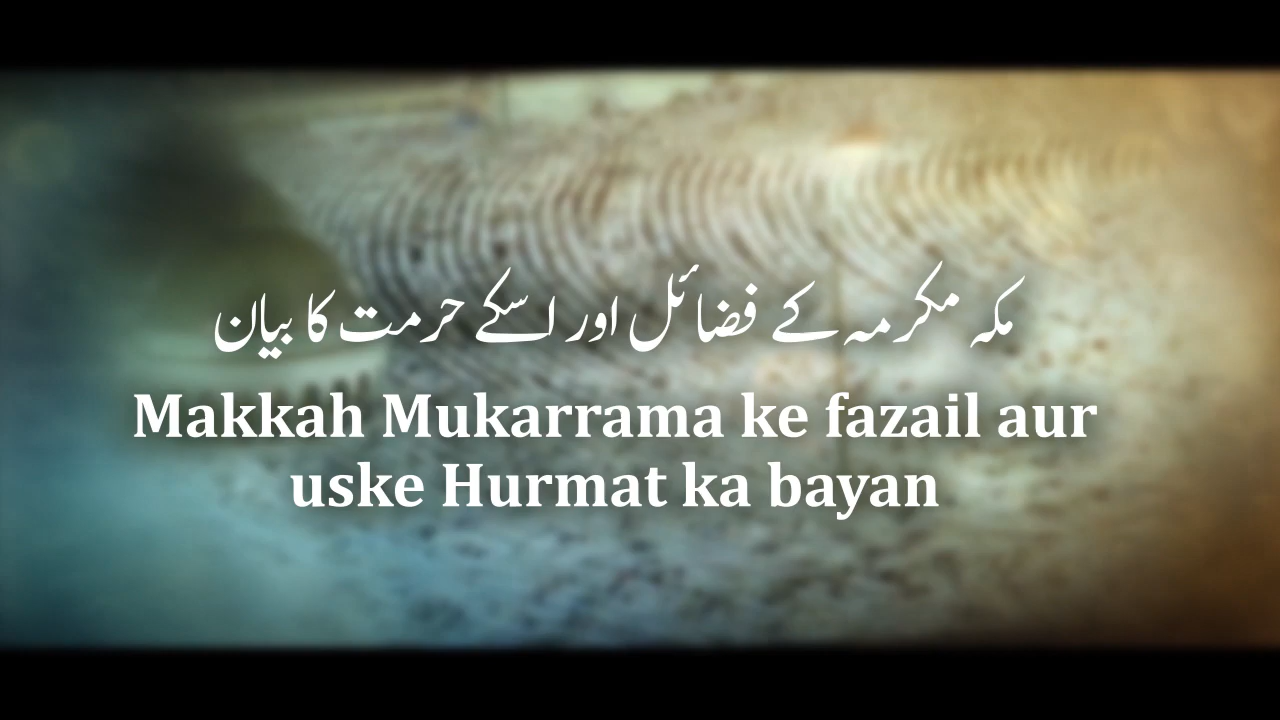 مکہ مکرمہ کے فضائل اور اسکے حرمت کا بیان
Makkah Mukarrama ke fazail aur
uske Hurmat ka bayan